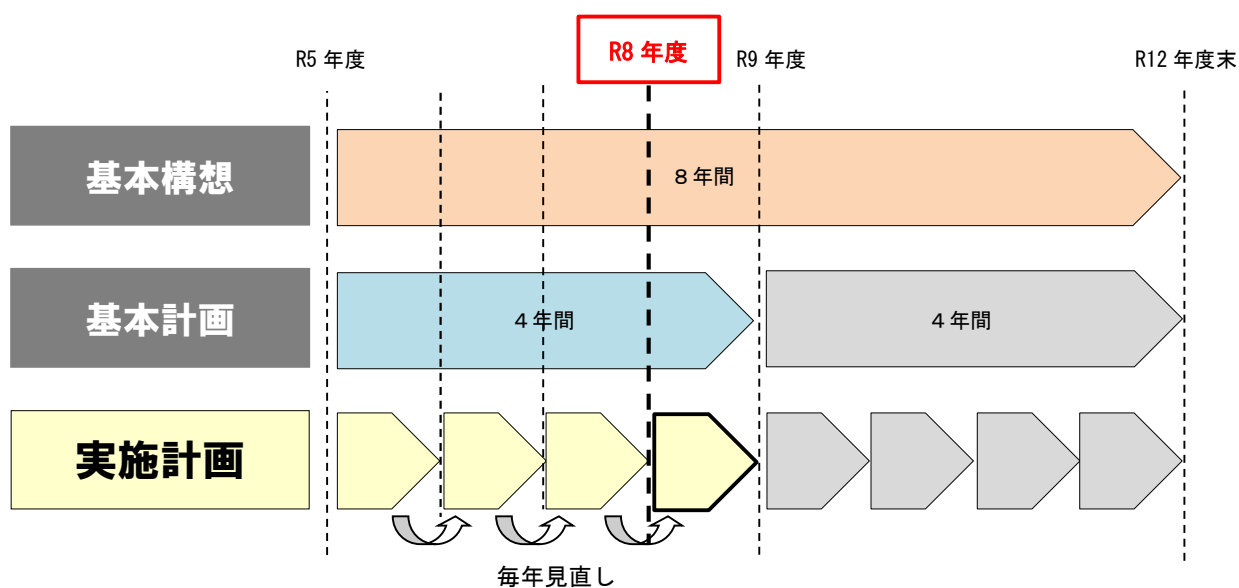 R8 年度
R5 年度
R9 年度
R12 年度末
基本構想
８年間
基本計画
４年間
４年間
実施計画
毎年見直し